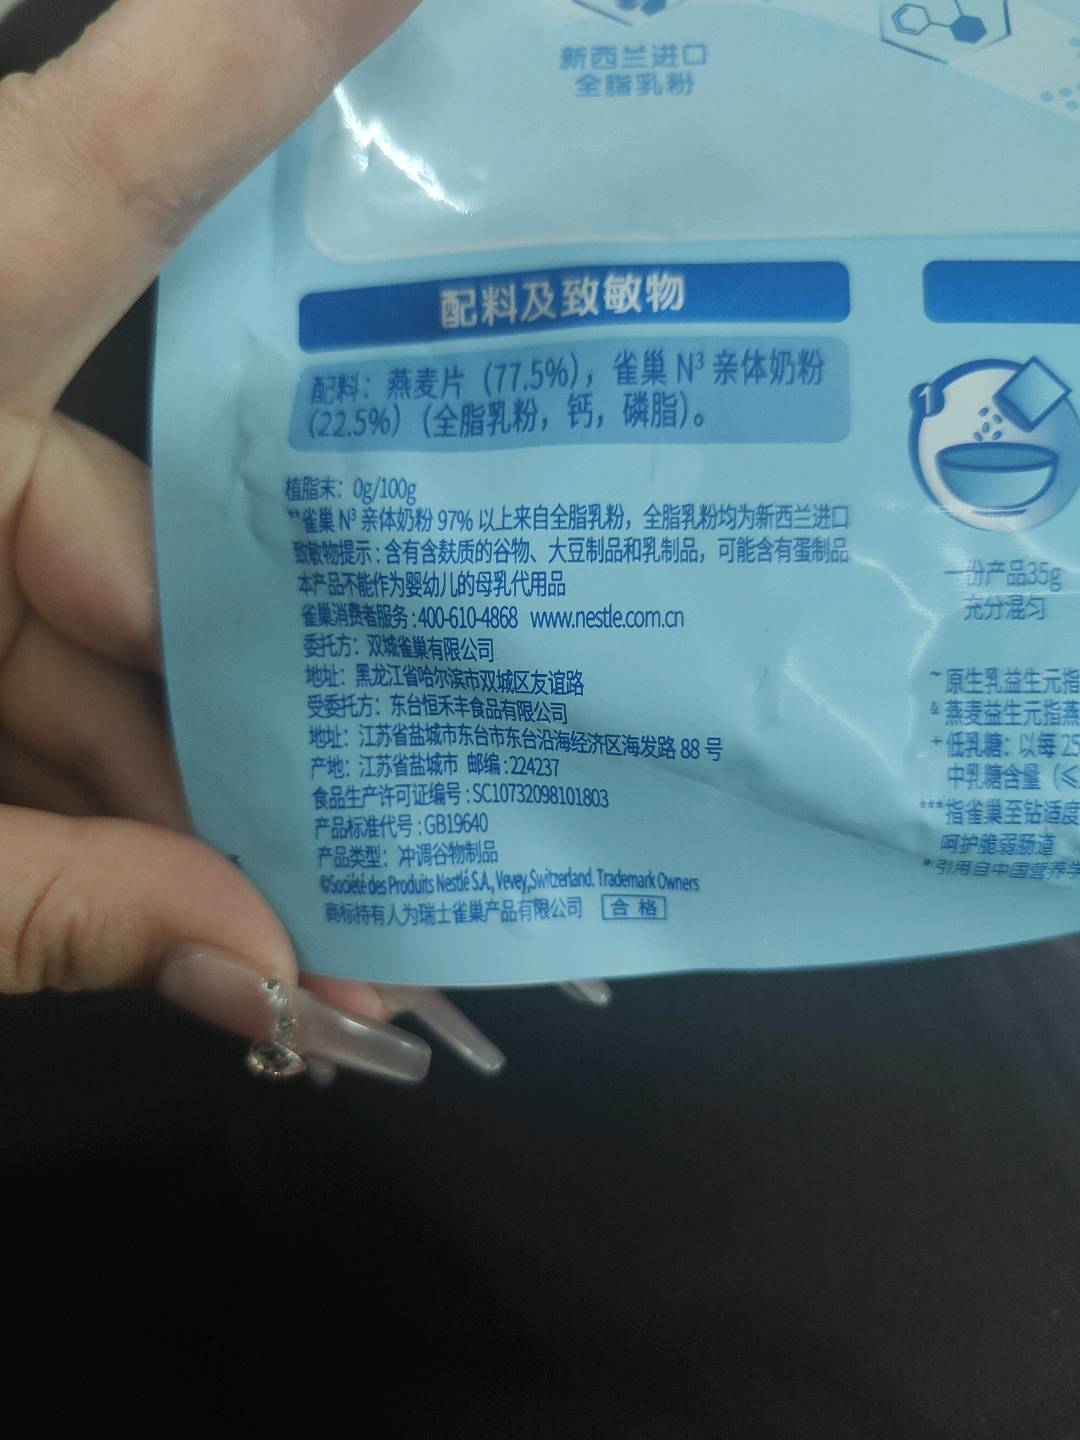 新西兰进口
全脂乳粉
配料及致敏物
配料：燕麦片（77.5%），雀巢 N³ 亲体奶粉
（22.5%）（全脂乳粉，钙，磷脂）。
植脂末：0g/100g
**雀巢 N³ 亲体奶粉 97% 以上来自全脂乳粉，全脂乳粉均为新西兰进口
致敏物提示：含有含麸质的谷物、大豆制品和乳制品，可能含有蛋制品
本产品不能作为婴幼儿的母乳代用品
雀巢消费者服务：400-610-4868 www.nestle.com.cn
委托方：双城雀巢有限公司
地址：黑龙江省哈尔滨市双城区友谊路
受委托方：东台恒禾丰食品有限公司
地址：江苏省盐城市东台市东台沿海经济区海发路 88 号
产地：江苏省盐城市 邮编：224237
食品生产许可证编号：SC10732098101803
产品标准代号：GB19640
产品类型：冲调谷物制品
©Société des Produits Nestlé S.A., Vevey,Switzerland. Trademark Owners
商标持有人为瑞士雀巢产品有限公司 合格
1
一份产品35g
充分混匀
~原生乳益生元指
&燕麦益生元指燕
+低乳糖：以每 25
中乳糖含量（≤
***指雀巢至钻适度
呵护脆弱肠道
*引用自中国营养学